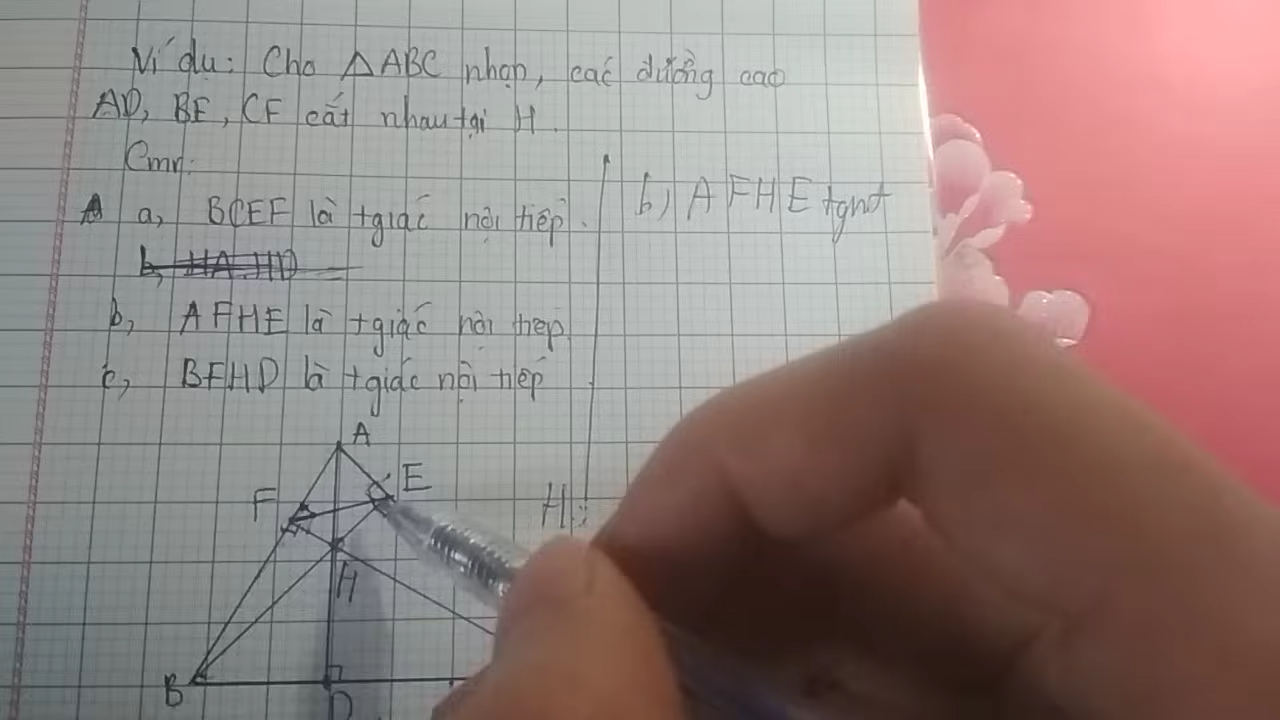 Ví dụ: Cho △ABC nhọn, các đường cao
AD, BE, CF cắt nhau tại H.
Cmr:
a, BCEF là tgiác nội tiếp.
b, HA.HD
b, AFHE là tgiác nội tiếp
c, BFHD là tgiác nội tiếp
b) AFHE tgnt
A
E
F
H
H
B
D